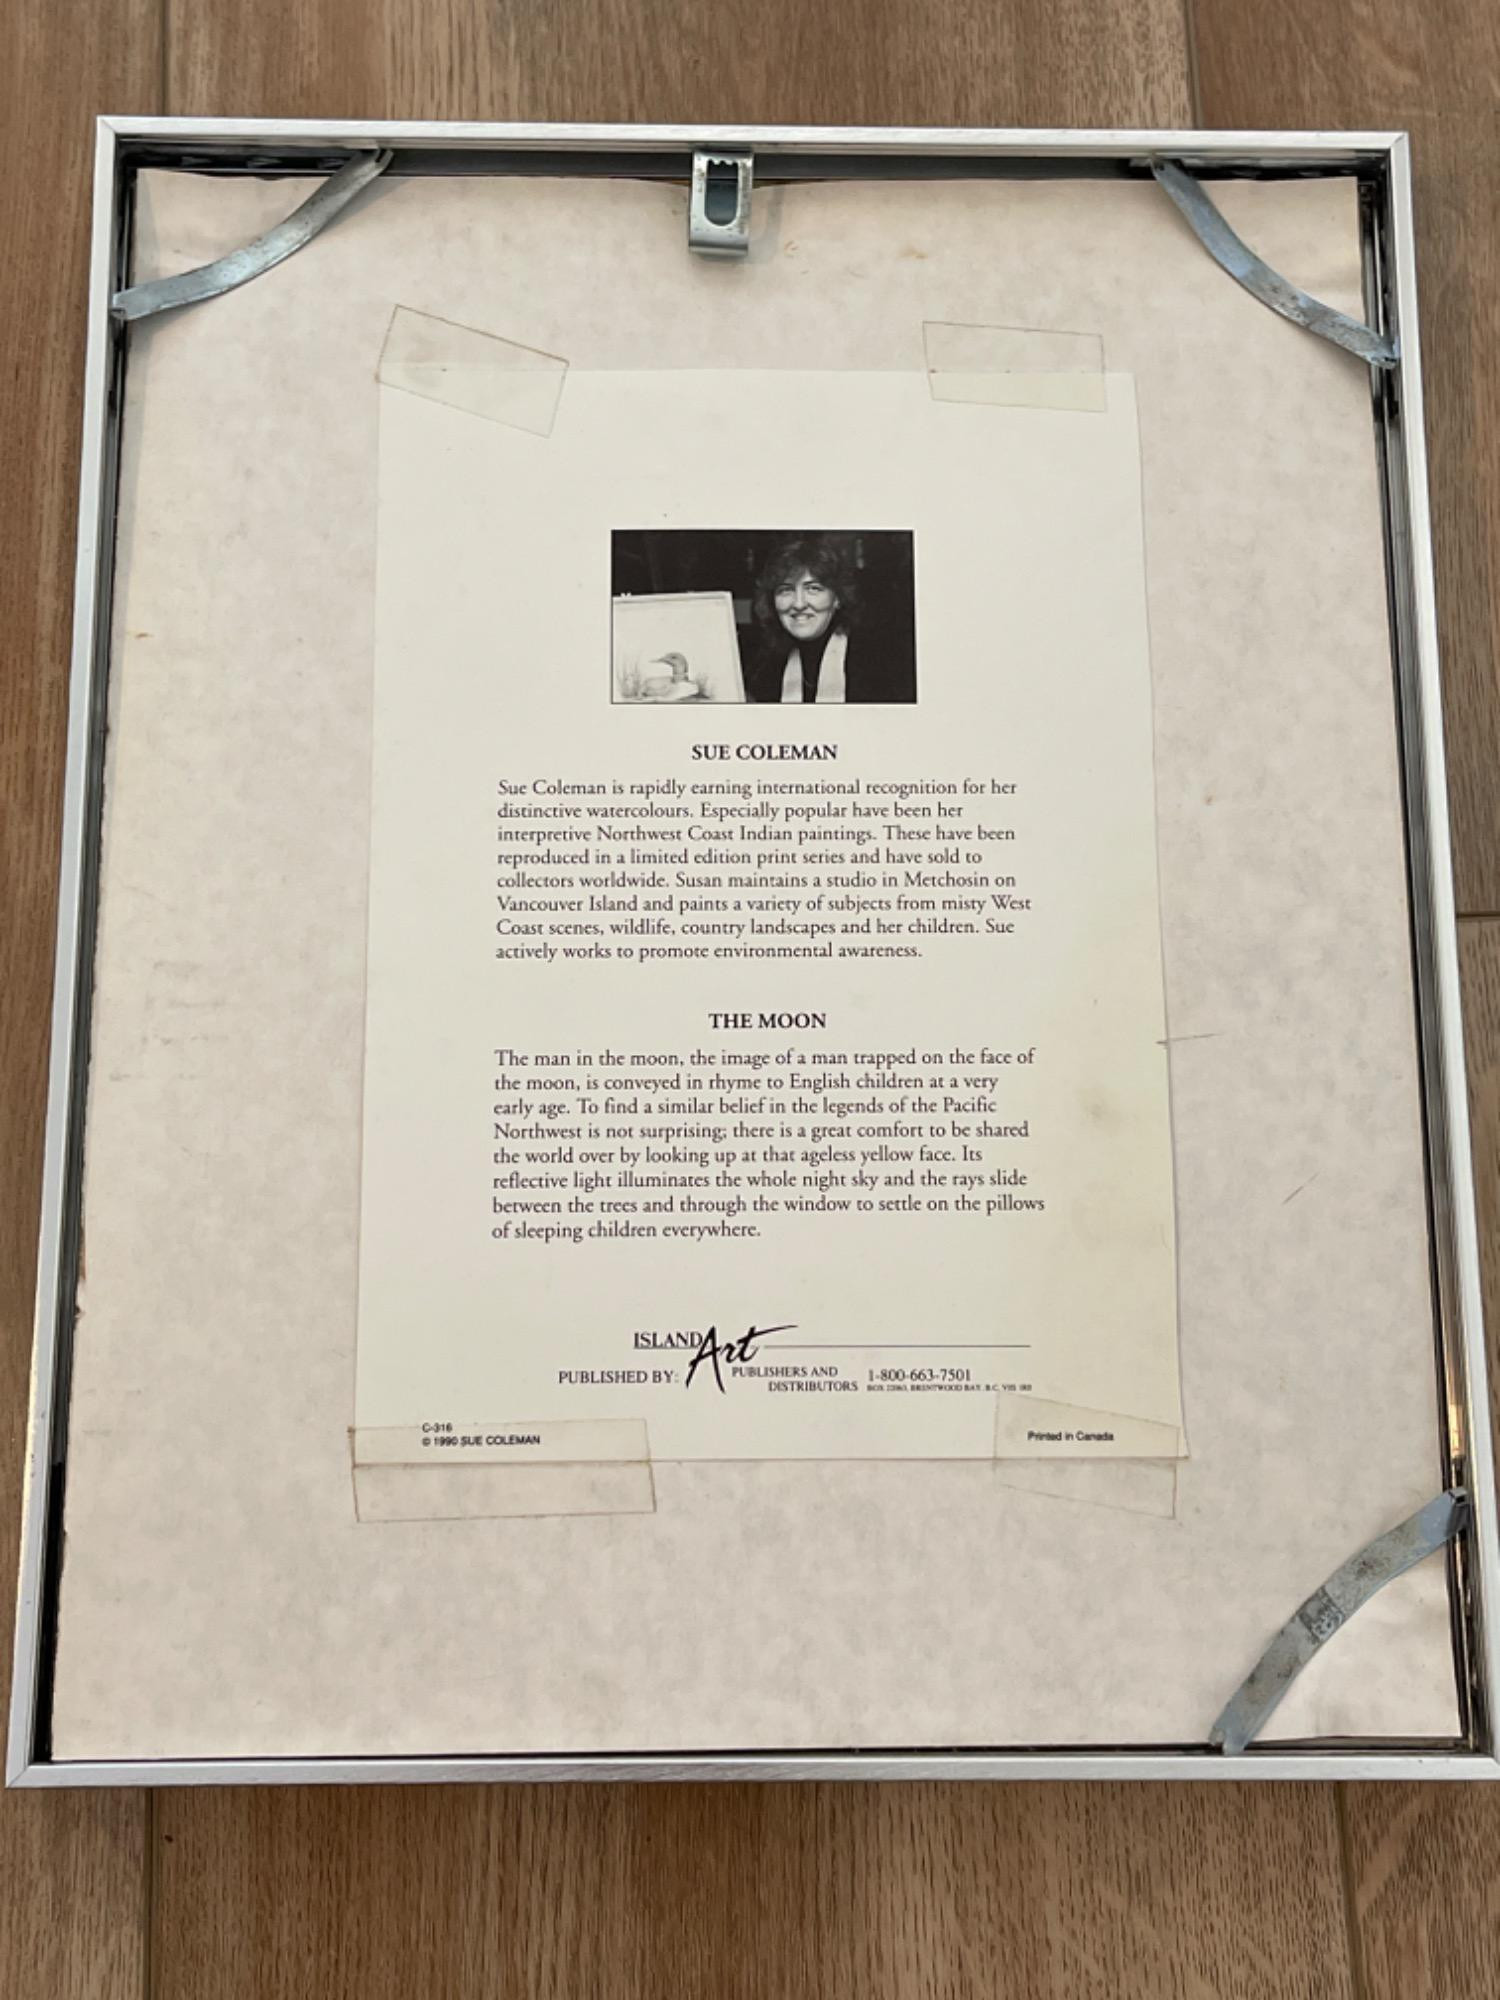 SUE COLEMAN
Sue Coleman is rapidly earning international recognition for her
distinctive watercolours. Especially popular have been her
interpretive Northwest Coast Indian paintings. These have been
reproduced in a limited edition print series and have sold to
collectors worldwide. Susan maintains a studio in Metchosin on
Vancouver Island and paints a variety of subjects from misty West
Coast scenes, wildlife, country landscapes and her children. Sue
actively works to promote environmental awareness.
THE MOON
The man in the moon, the image of a man trapped on the face of
the moon, is conveyed in rhyme to English children at a very
early age. To find a similar belief in the legends of the Pacific
Northwest is not surprising; there is a great comfort to be shared
the world over by looking up at that ageless yellow face. Its
reflective light illuminates the whole night sky and the rays slide
between the trees and through the window to settle on the pillows
of sleeping children everywhere.
ISLAND Art
PUBLISHED BY: PUBLISHERS AND 1-800-663-7501
DISTRIBUTORS BRENTWOOD BAY, B.C.
C-316
© 1990 SUE COLEMAN
Printed in Canada